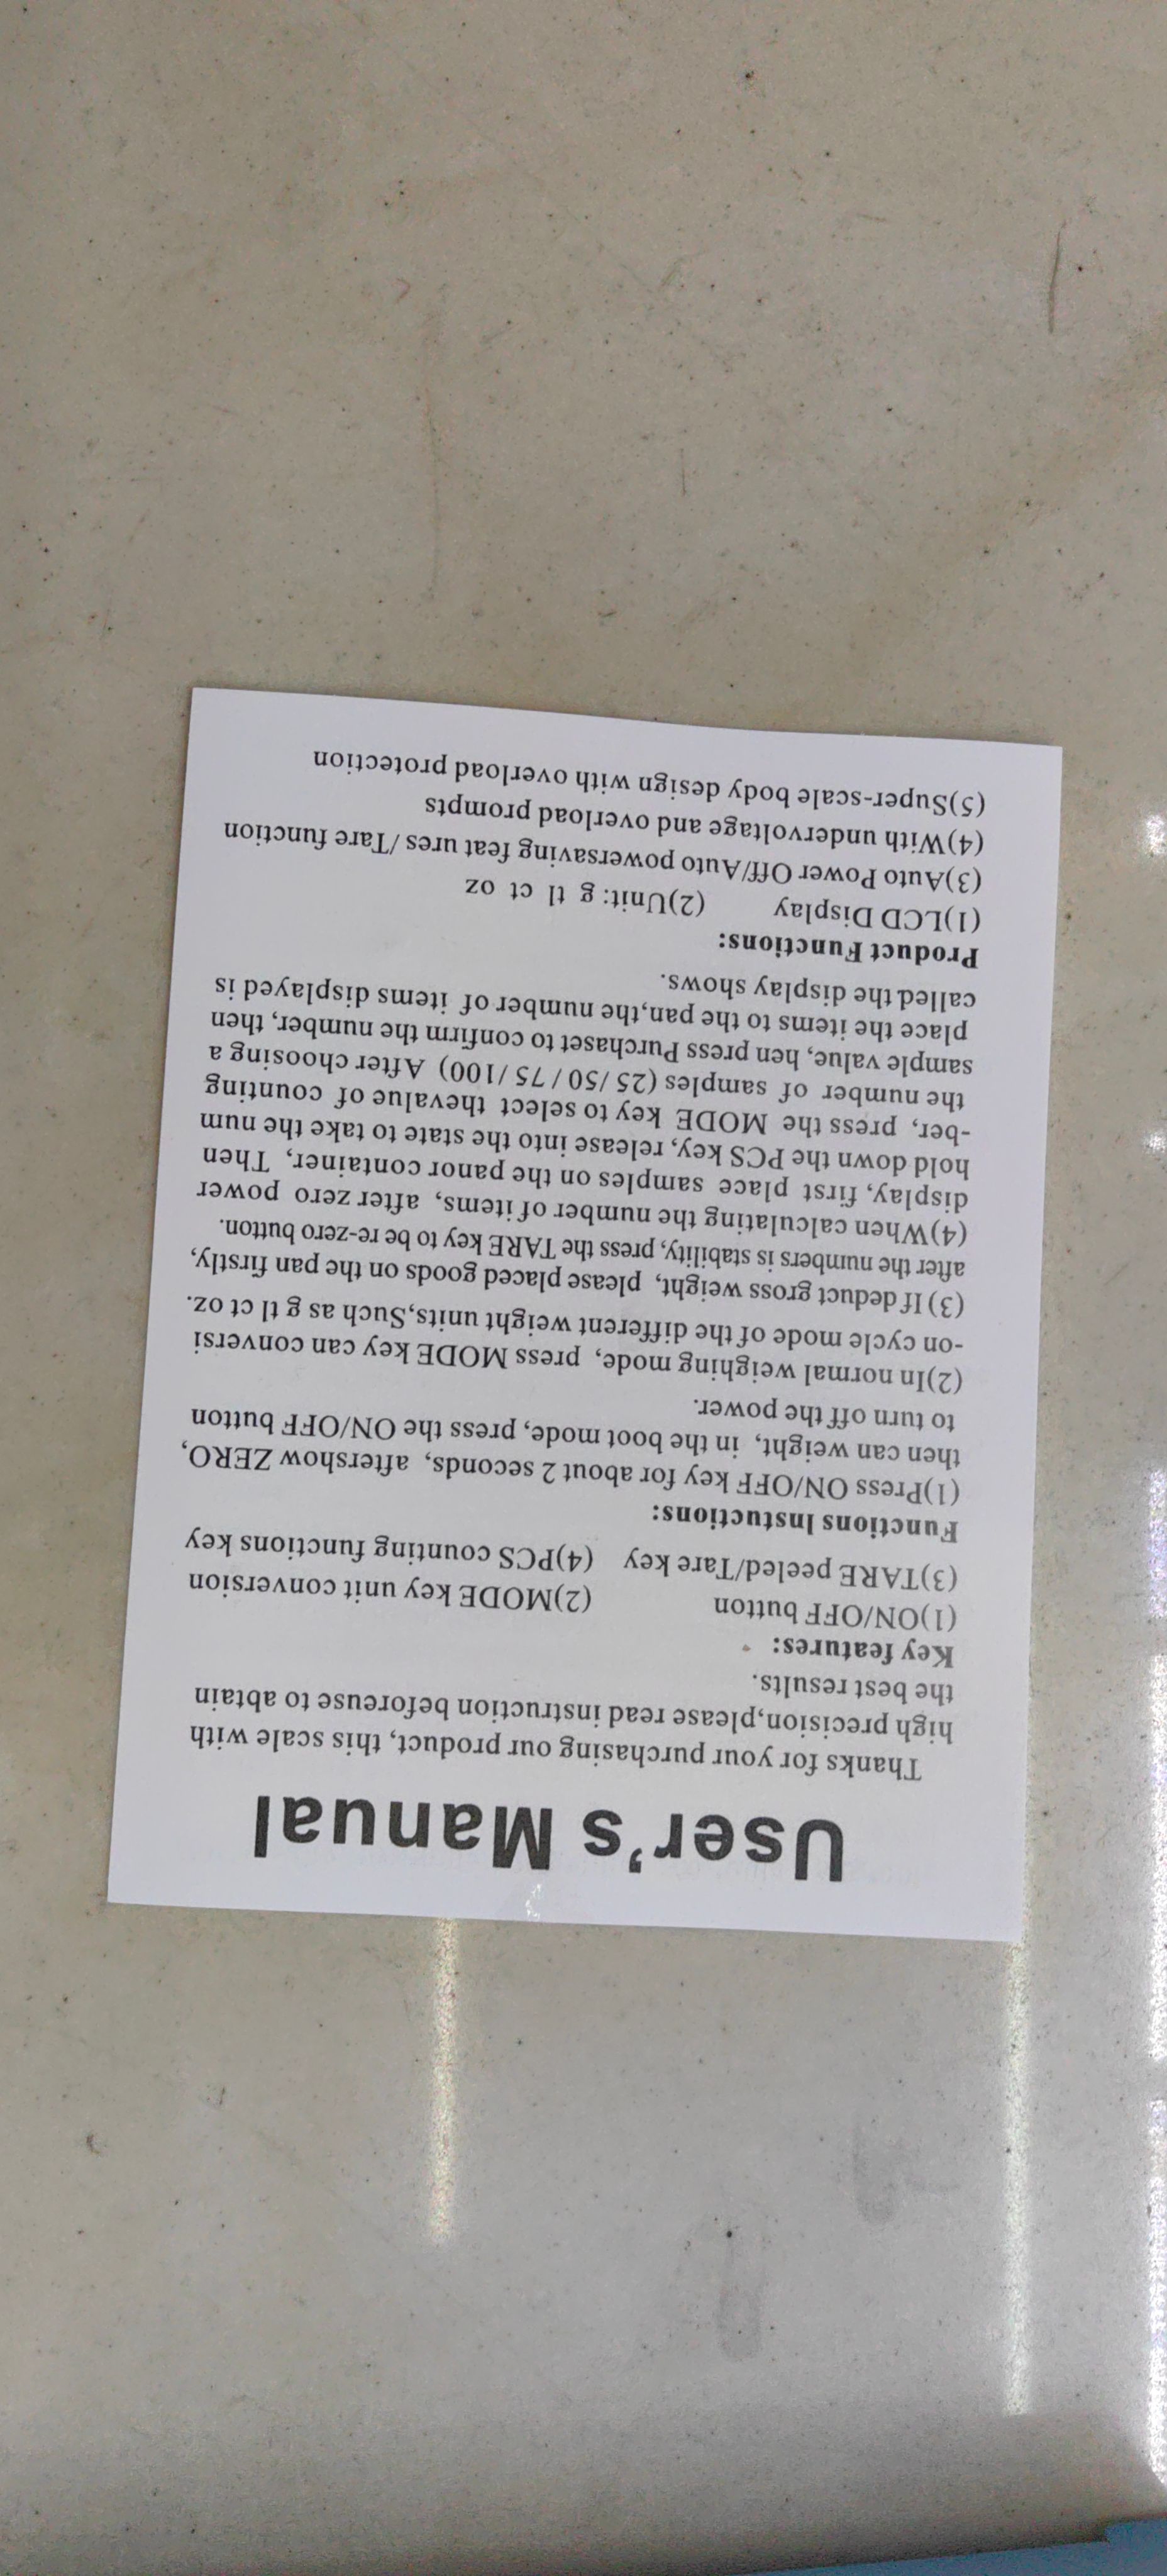 User's Manual
Thanks for your purchasing our product, this scale with
high precision,please read instruction beforeuse to abtain
the best results.
Key features:
(1)ON/OFF button (2)MODE key unit conversion
(3)TARE peeled/Tare key (4)PCS counting functions key
Functions Instuctions:
(1)Press ON/OFF key for about 2 seconds, aftershow ZERO,
then can weight, in the boot mode, press the ON/OFF button
to turn off the power.
(2)In normal weighing mode, press MODE key can conversi
-on cycle mode of the different weight units,Such as g tl ct oz.
(3) If deduct gross weight, please placed goods on the pan firstly,
after the numbers is stability, press the TARE key to be re-zero button.
(4)When calculating the number of items, after zero power
display, first place samples on the panor container, Then
hold down the PCS key, release into the state to take the num
-ber, press the MODE key to select thevalue of counting
the number of samples (25 /50 / 75 /100) After choosing a
sample value, hen press Purchaset to confirm the number, then
place the items to the pan,the number of items displayed is
called the display shows.
Product Functions:
(1)LCD Display (2)Unit: g tl ct oz
(3)Auto Power Off/Auto powersaving feat ures /Tare function
(4)With undervoltage and overload prompts
(5)Super-scale body design with overload protection